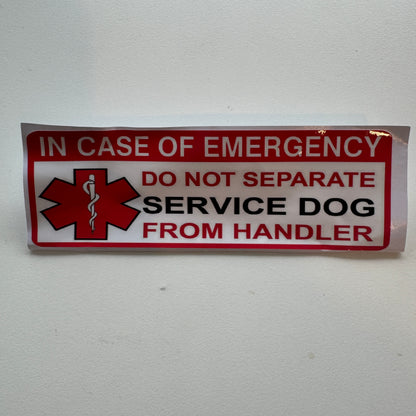 IN CASE OF EMERGENCY
DO NOT SEPARATE
SERVICE DOG
FROM HANDLER